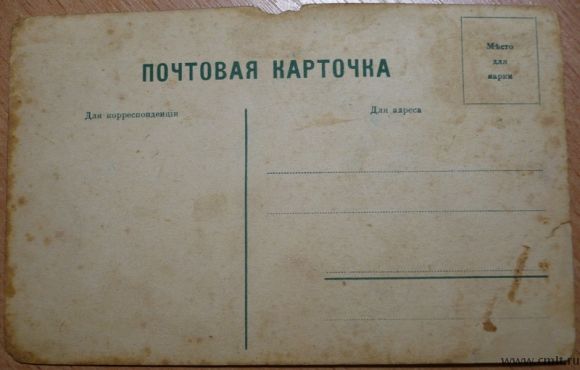 ПОЧТОВАЯ КАРТОЧКА
Мѣсто
для
марки
Для корреспонденціи
Для адреса
www.cmlt.ru